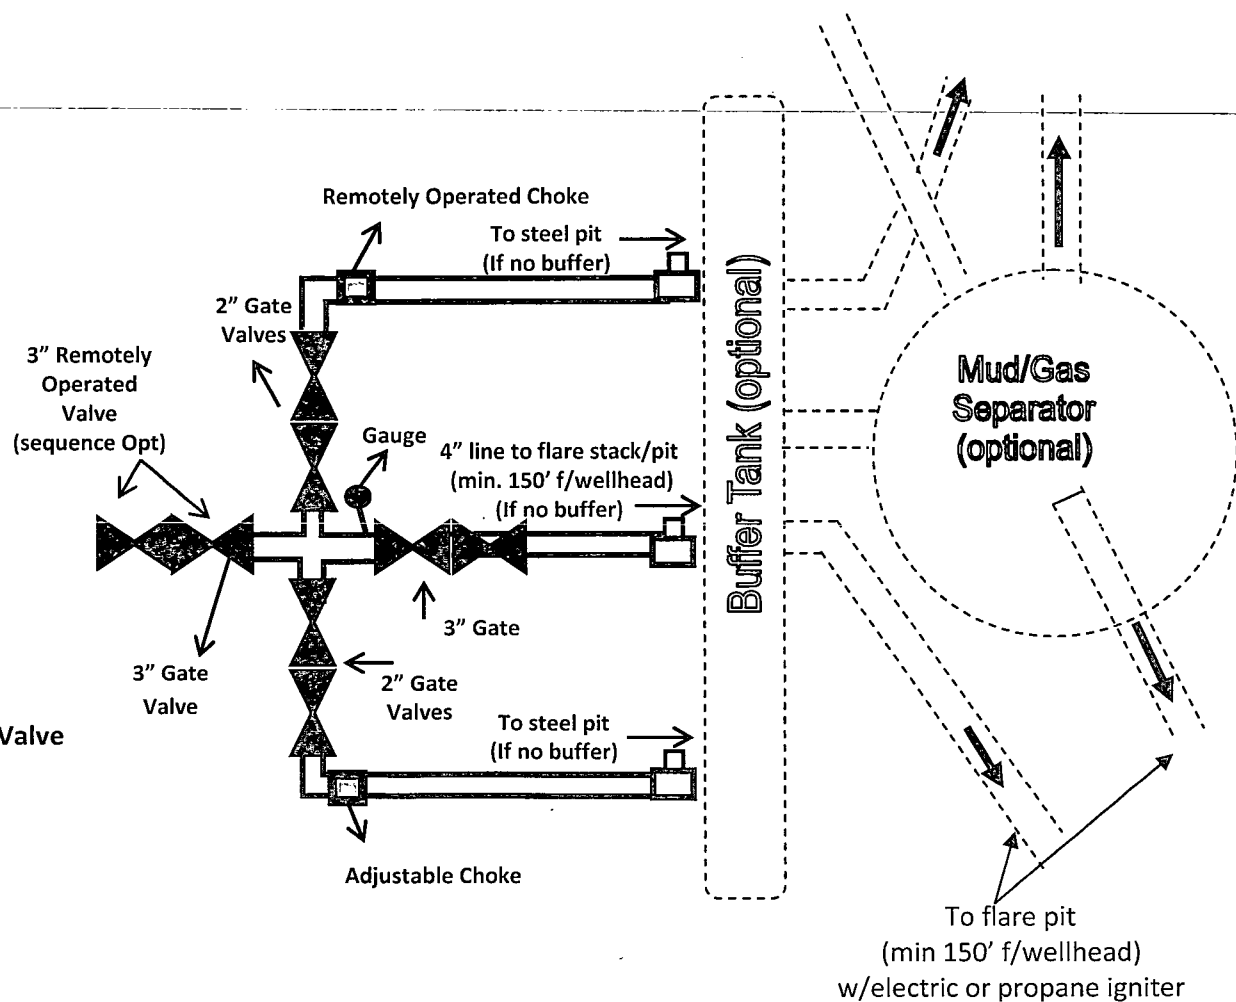 Remotely Operated Choke
To steel pit
(If no buffer)
2” Gate
Valves
3” Remotely
Operated
Valve
(sequence Opt)
Gauge
4” line to flare stack/pit
(min. 150’ f/wellhead)
(If no buffer)
Buffer Tank (optional)
Mud/Gas
Separator
(optional)
3” Gate
3” Gate
Valve
2” Gate
Valves
Valve
To steel pit
(If no buffer)
Adjustable Choke
To flare pit
(min 150’ f/wellhead)
w/electric or propane igniter